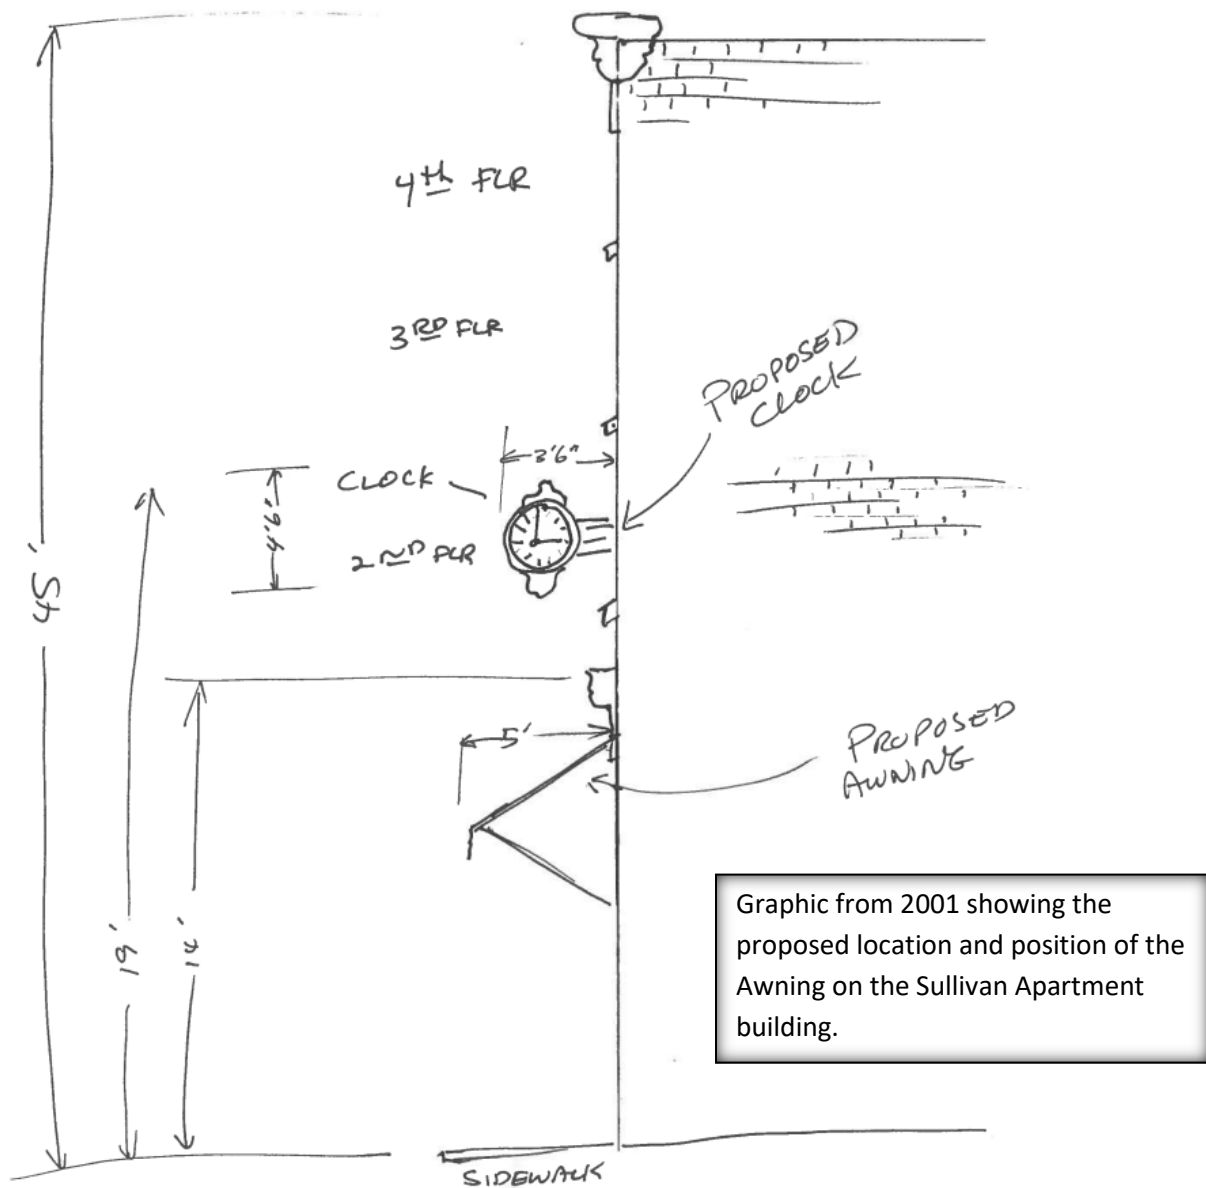 4th FLR
3RD FLR
PROPOSED
CLOCK
3'6"
CLOCK
4'6"
2ND FLR
45'
5'
PROPOSED
AWNING
19'
14'
Graphic from 2001 showing the
proposed location and position of the
Awning on the Sullivan Apartment
building.
SIDEWALK